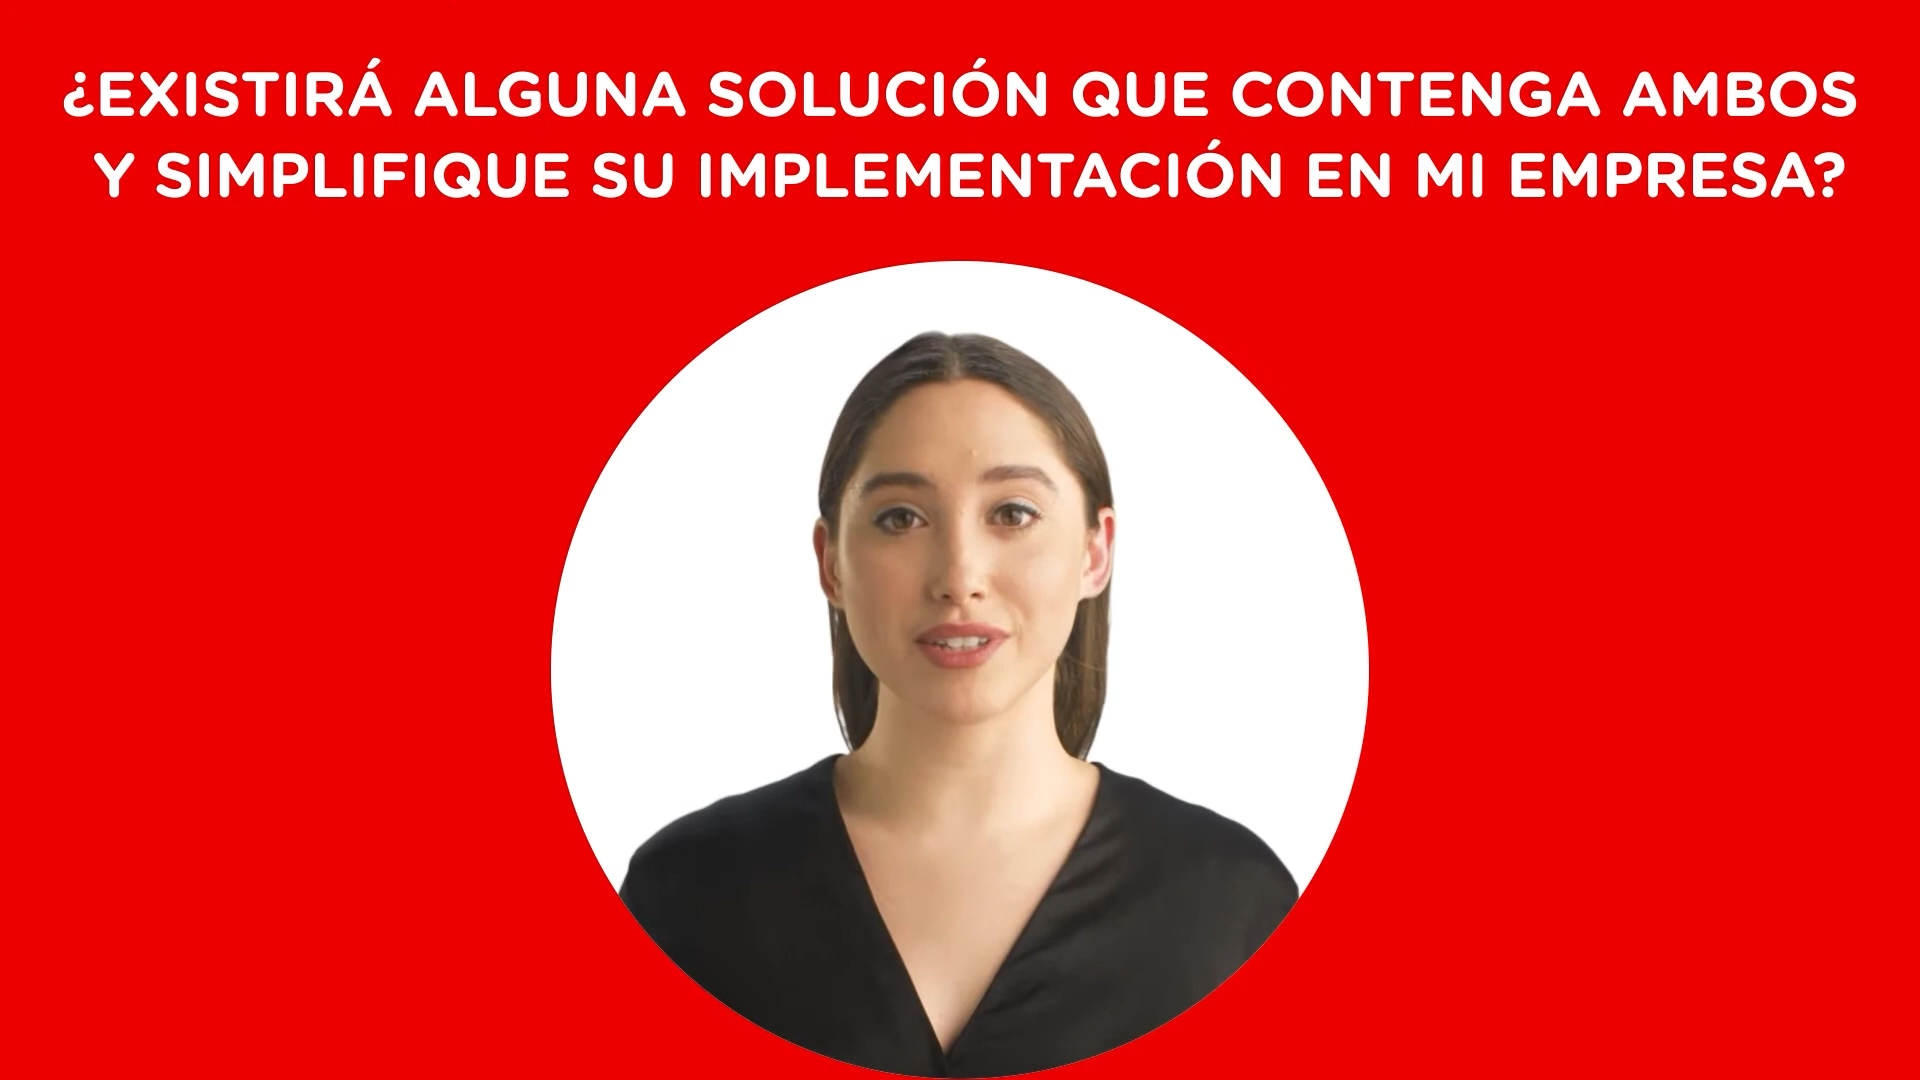 ¿EXISTIRÁ ALGUNA SOLUCIÓN QUE CONTENGA AMBOS
Y SIMPLIFIQUE SU IMPLEMENTACIÓN EN MI EMPRESA?